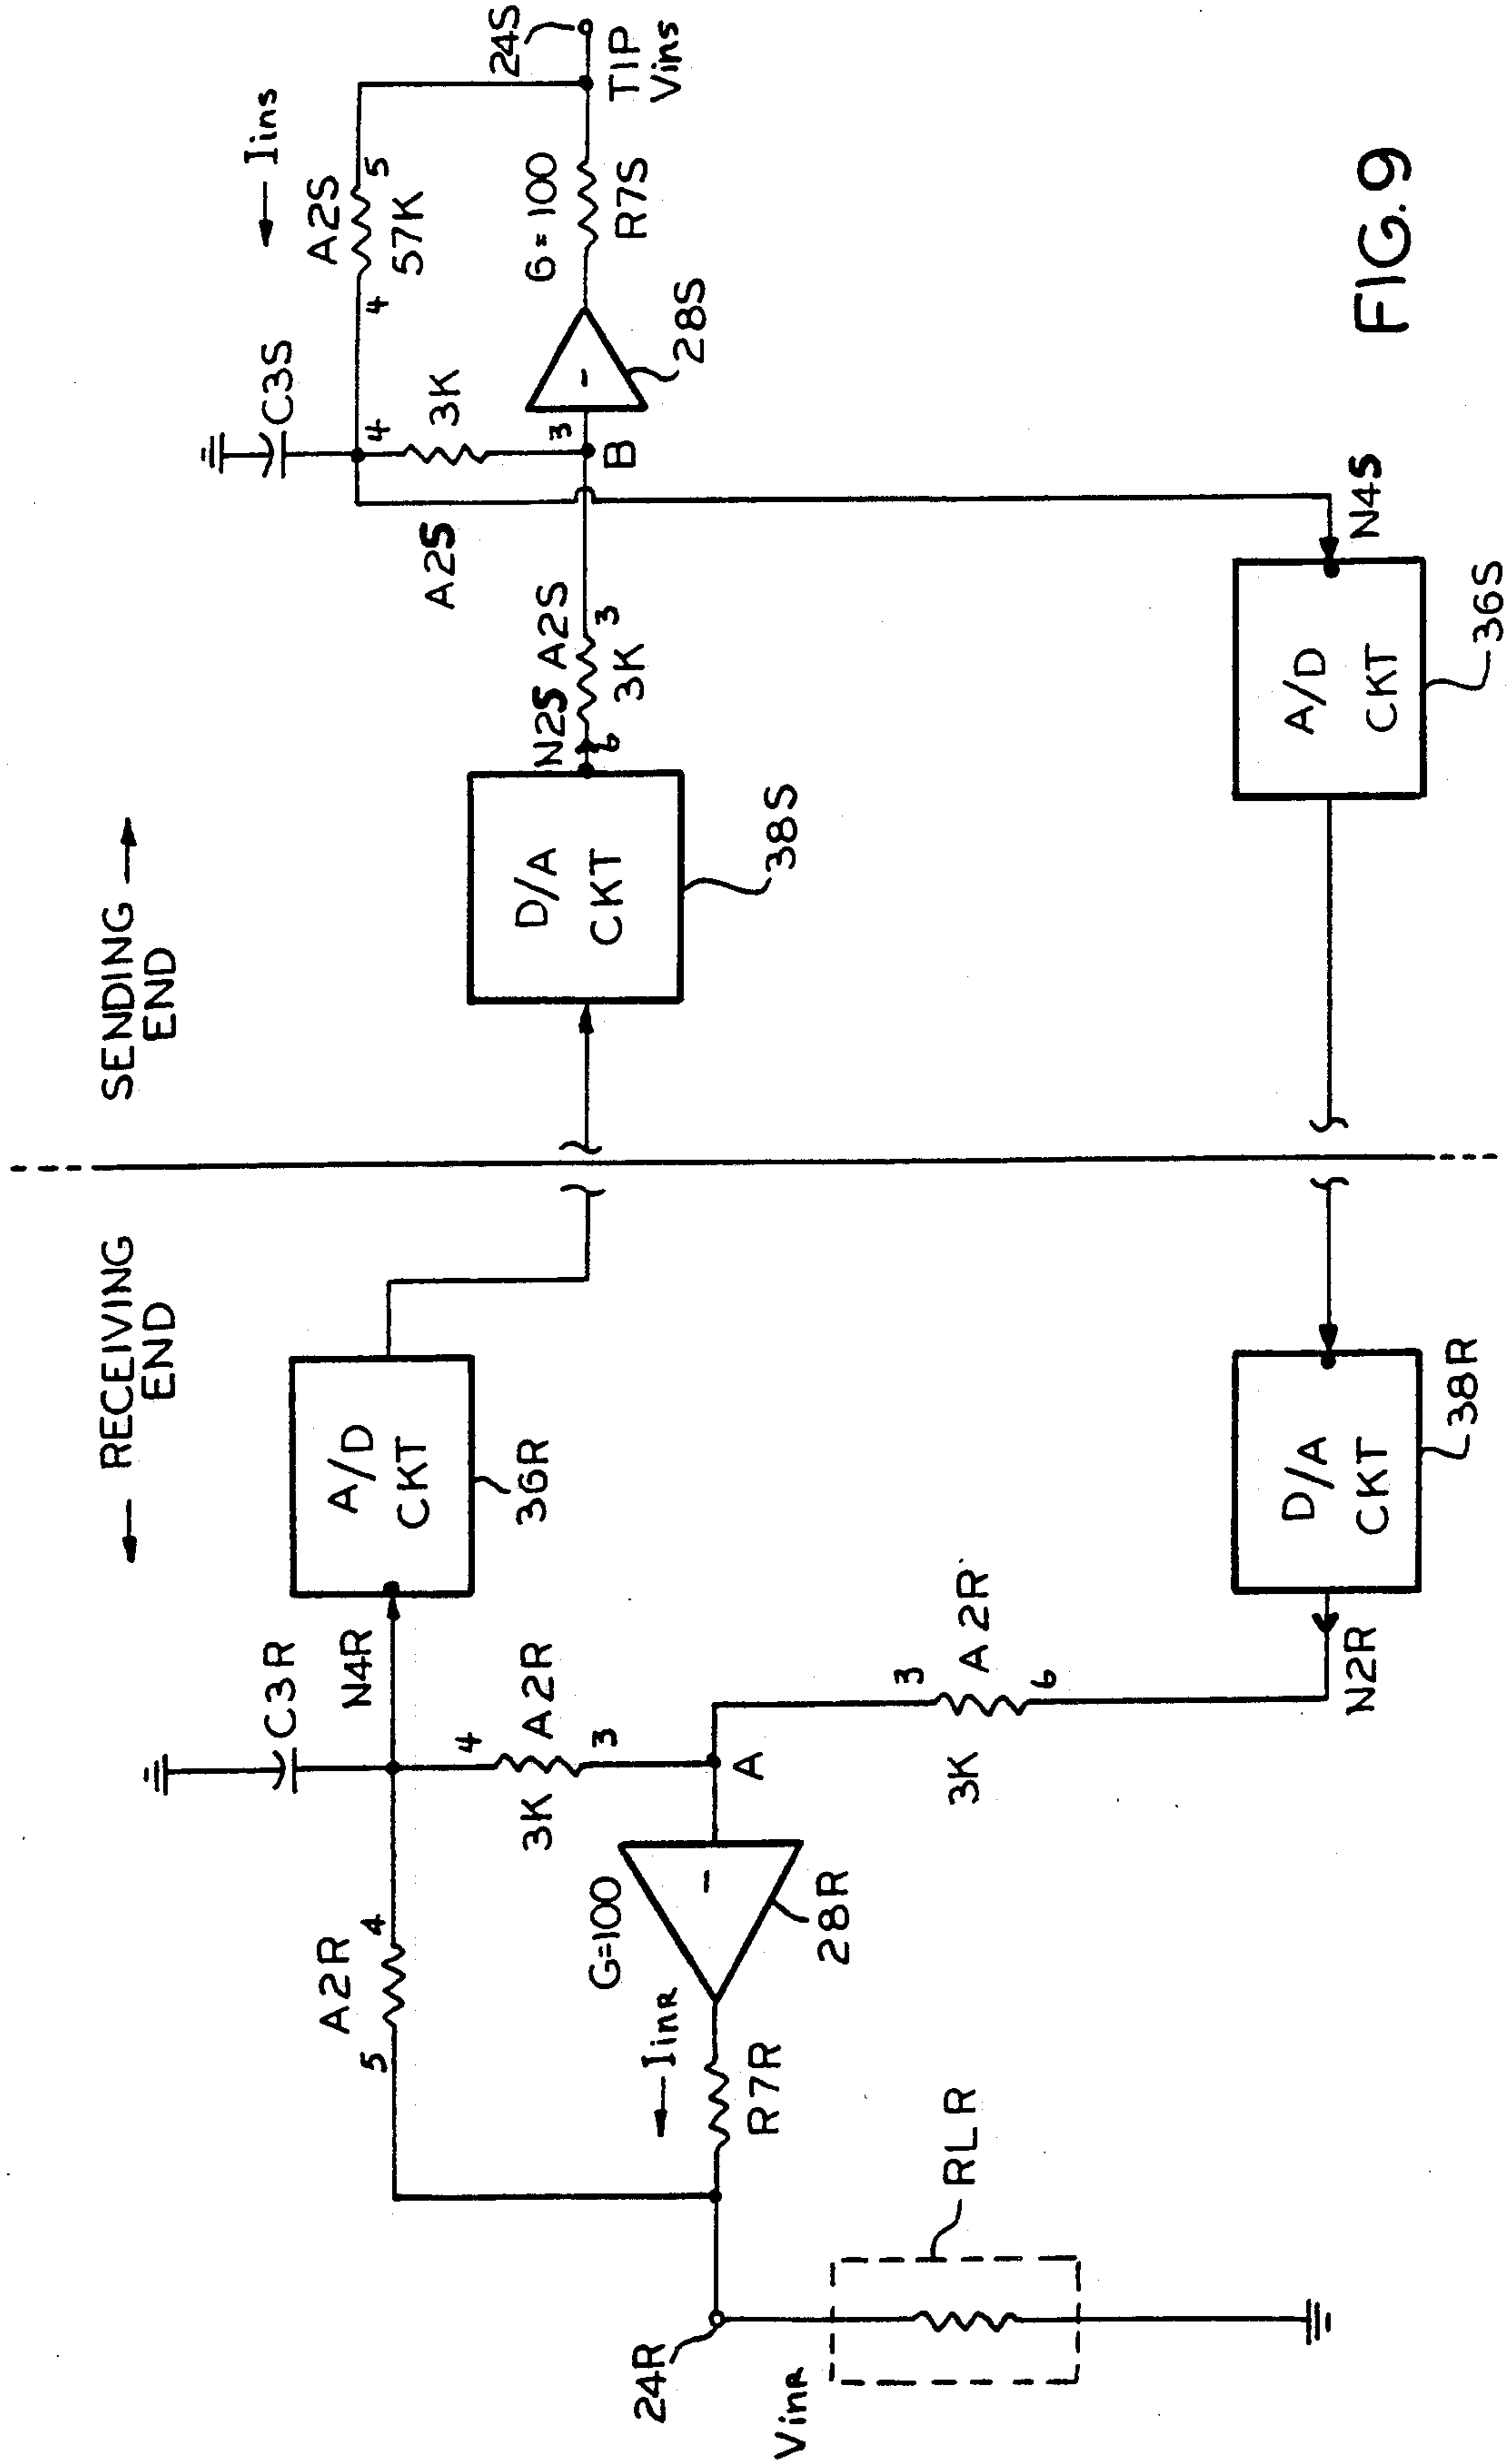 ← RECEIVING
END
SENDING →
END
C3R
N4R
A/D
CKT
36R
A2R
5
4
4
A2R
3K
3
G=100
← IinR
R7R
28R
A
3
A2R
3K
6
N2R
D/A
CKT
38R
24R
VinR
RLR
D/A
CKT
38S
N2S
6
A2S
3
3K
A2S
C3S
4
3K
3
B
28S
← Iins
A2S
4
5
57K
G=100
R7S
24S
TIP
Vins
N4S
A/D
CKT
36S
FIG. 9